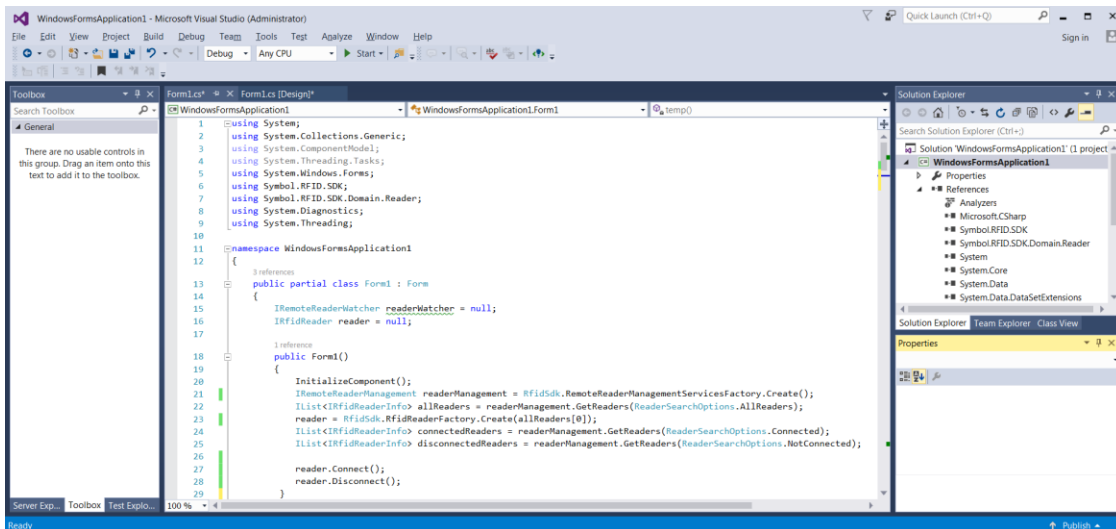 WindowsFormsApplication1 - Microsoft Visual Studio (Administrator)
Quick Launch (Ctrl+Q)
File Edit View Project Build Debug Team Tools Test Analyze Window Help
Sign in
Debug Any CPU Start
Toolbox
Search Toolbox
General
There are no usable controls in
this group. Drag an item onto this
text to add it to the toolbox.
Server Exp... Toolbox Test Explo...
Form1.cs* Form1.cs [Design]*
WindowsFormsApplication1 WindowsFormsApplication1.Form1 temp()
1 using System;
2 using System.Collections.Generic;
3 using System.ComponentModel;
4 using System.Threading.Tasks;
5 using System.Windows.Forms;
6 using Symbol.RFID.SDK;
7 using Symbol.RFID.SDK.Domain.Reader;
8 using System.Diagnostics;
9 using System.Threading;
10
11 namespace WindowsFormsApplication1
12 {
3 references
13 public partial class Form1 : Form
14 {
15 IRemoteReaderWatcher readerWatcher = null;
16 IRfidReader reader = null;
17
1 reference
18 public Form1()
19 {
20 InitializeComponent();
21 IRemoteReaderManagement readerManagement = RfidSdk.RemoteReaderManagementServicesFactory.Create();
22 IList<IRfidReaderInfo> allReaders = readerManagement.GetReaders(ReaderSearchOptions.AllReaders);
23 reader = RfidSdk.RfidReaderFactory.Create(allReaders[0]);
24 IList<IRfidReaderInfo> connectedReaders = readerManagement.GetReaders(ReaderSearchOptions.Connected);
25 IList<IRfidReaderInfo> disconnectedReaders = readerManagement.GetReaders(ReaderSearchOptions.NotConnected);
26
27 reader.Connect();
28 reader.Disconnect();
29 }
100 %
Solution Explorer
Search Solution Explorer (Ctrl+;)
Solution 'WindowsFormsApplication1' (1 project
WindowsFormsApplication1
Properties
References
Analyzers
Microsoft.CSharp
Symbol.RFID.SDK
Symbol.RFID.SDK.Domain.Reader
System
System.Core
System.Data
System.Data.DataSetExtensions
Solution Explorer Team Explorer Class View
Properties
Ready
Publish